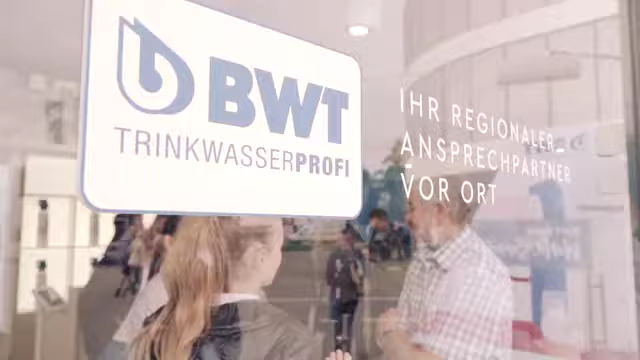 BWT
TRINKWASSERPROFI
IHR REGIONALER
ANSPRECHPARTNER
VOR ORT